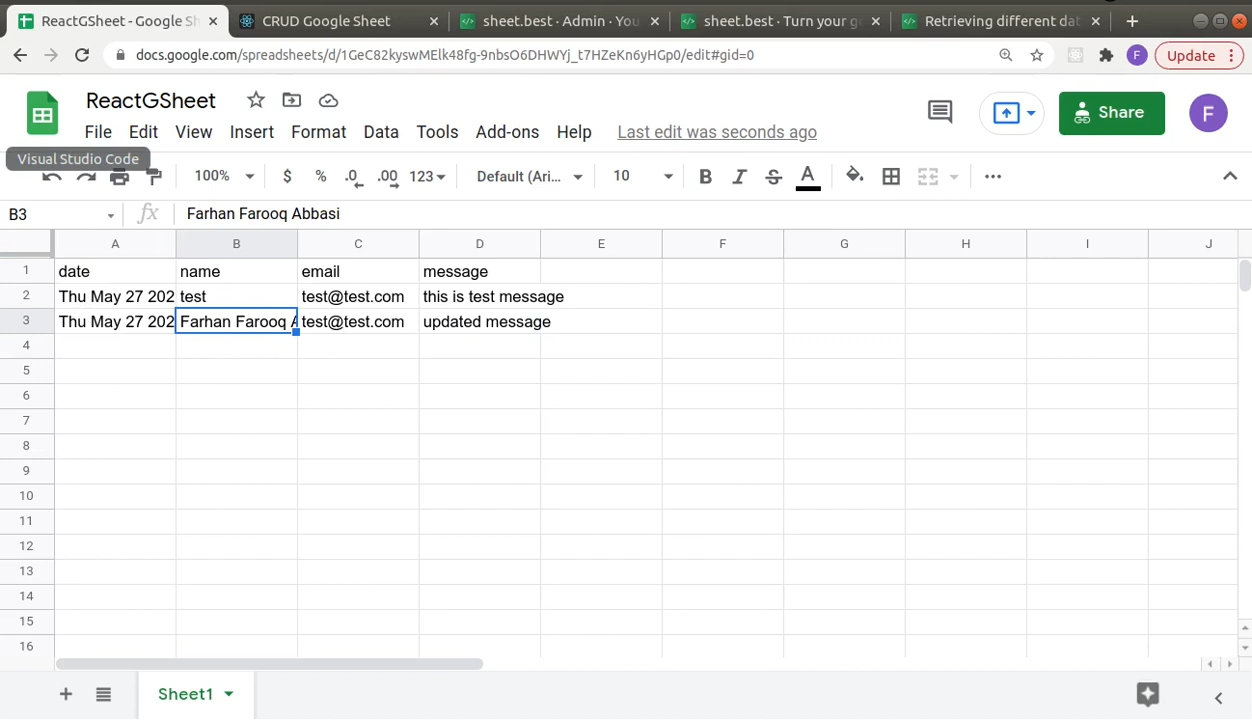 ReactGSheet - Google Sh
CRUD Google Sheet
sheet.best · Admin · You
sheet.best - Turn your go
Retrieving different dat
docs.google.com/spreadsheets/d/1GeC82kyswMElk48fg-9nbsO6DHWYj_t7HZeKn6yHGp0/edit#gid=0
F
Update
ReactGSheet
File Edit View Insert Format Data Tools Add-ons Help Last edit was seconds ago
Share
F
Visual Studio Code
100% $ % .0 .00 123 Default (Ari... 10 B I S A
B3 fx Farhan Farooq Abbasi
A B C D E F G H I J
1 date name email message
2 Thu May 27 202 test test@test.com this is test message
3 Thu May 27 202 Farhan Farooq A test@test.com updated message
4
5
6
7
8
9
10
11
12
13
14
15
16
Sheet1